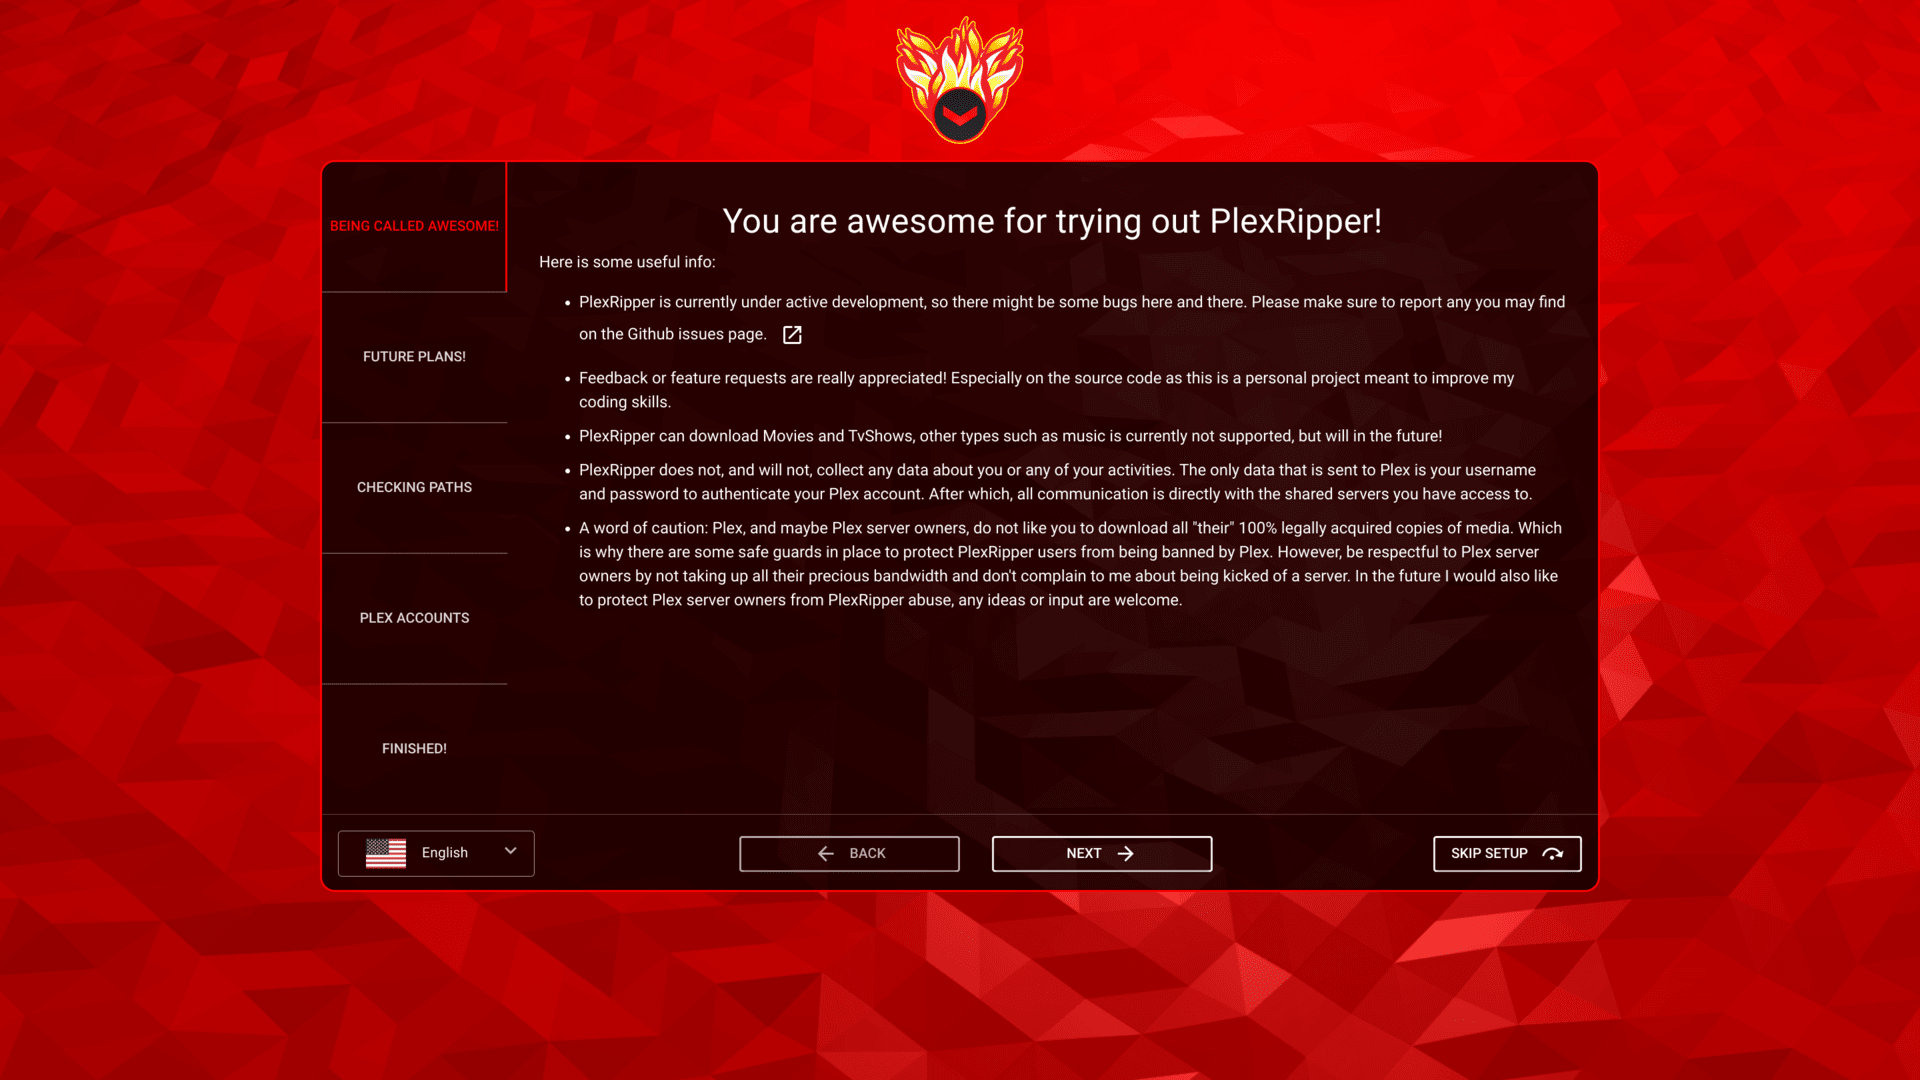 BEING CALLED AWESOME!
FUTURE PLANS!
CHECKING PATHS
PLEX ACCOUNTS
FINISHED!
You are awesome for trying out PlexRipper!
Here is some useful info:
• PlexRipper is currently under active development, so there might be some bugs here and there. Please make sure to report any you may find
on the Github issues page.
• Feedback or feature requests are really appreciated! Especially on the source code as this is a personal project meant to improve my
coding skills.
• PlexRipper can download Movies and TvShows, other types such as music is currently not supported, but will in the future!
• PlexRipper does not, and will not, collect any data about you or any of your activities. The only data that is sent to Plex is your username
and password to authenticate your Plex account. After which, all communication is directly with the shared servers you have access to.
• A word of caution: Plex, and maybe Plex server owners, do not like you to download all "their" 100% legally acquired copies of media. Which
is why there are some safe guards in place to protect PlexRipper users from being banned by Plex. However, be respectful to Plex server
owners by not taking up all their precious bandwidth and don't complain to me about being kicked of a server. In the future I would also like
to protect Plex server owners from PlexRipper abuse, any ideas or input are welcome.
English
BACK
NEXT
SKIP SETUP